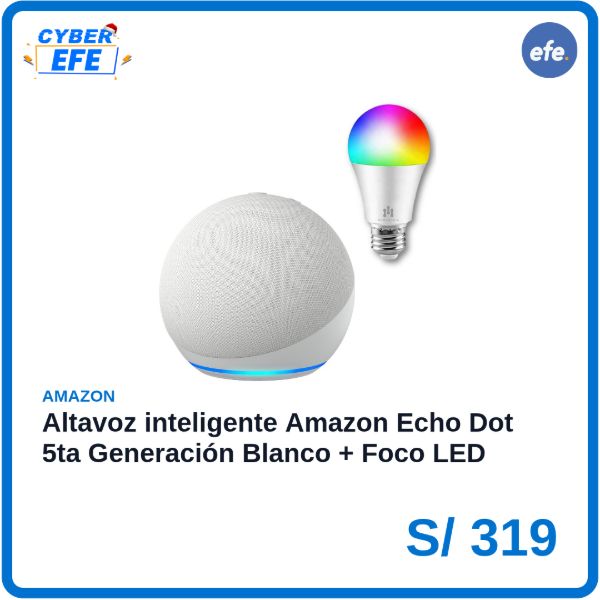 CYBER
EFE
efe.
AMAZON
Altavoz inteligente Amazon Echo Dot
5ta Generación Blanco + Foco LED
S/ 319